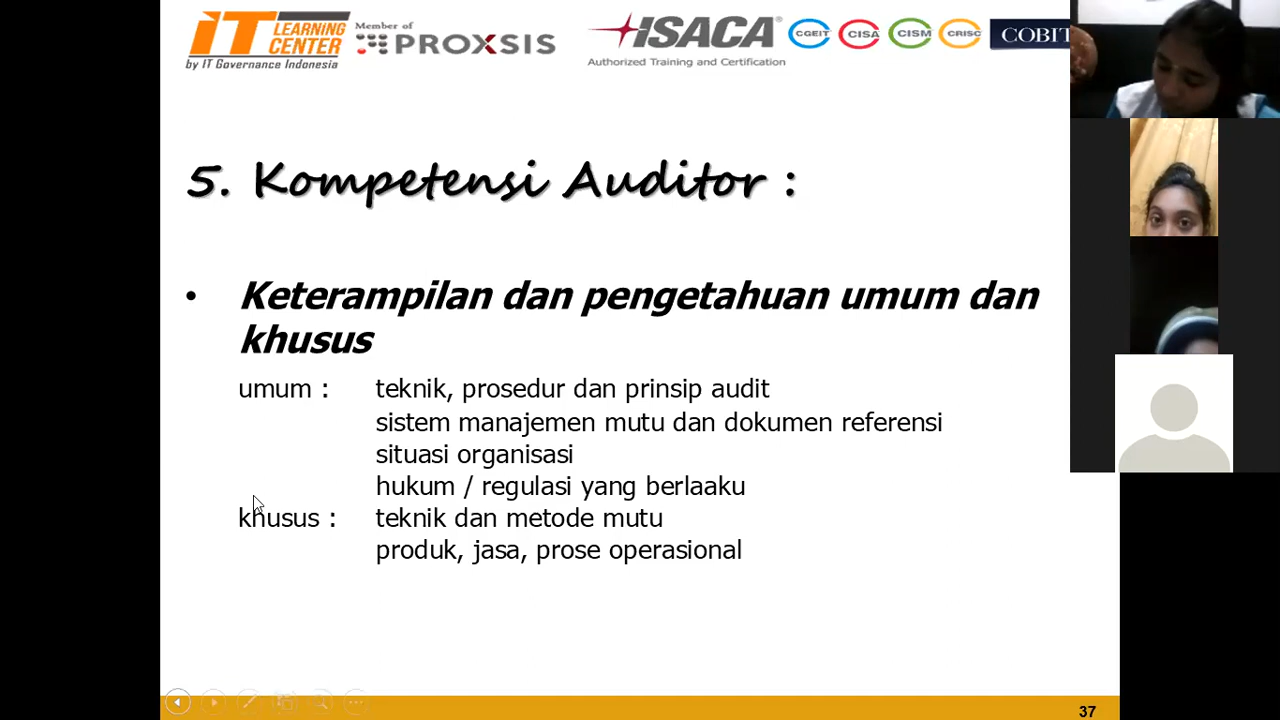 iT LEARNING CENTER
by IT Governance Indonesia
Member of
PROXSIS
ISACA®
Authorized Training and Certification
CGEIT CISA CISM CRISC COBIT
5. Kompetensi Auditor :
• Keterampilan dan pengetahuan umum dan
khusus
umum : teknik, prosedur dan prinsip audit
sistem manajemen mutu dan dokumen referensi
situasi organisasi
hukum / regulasi yang berlaaku
khusus : teknik dan metode mutu
produk, jasa, prose operasional
37